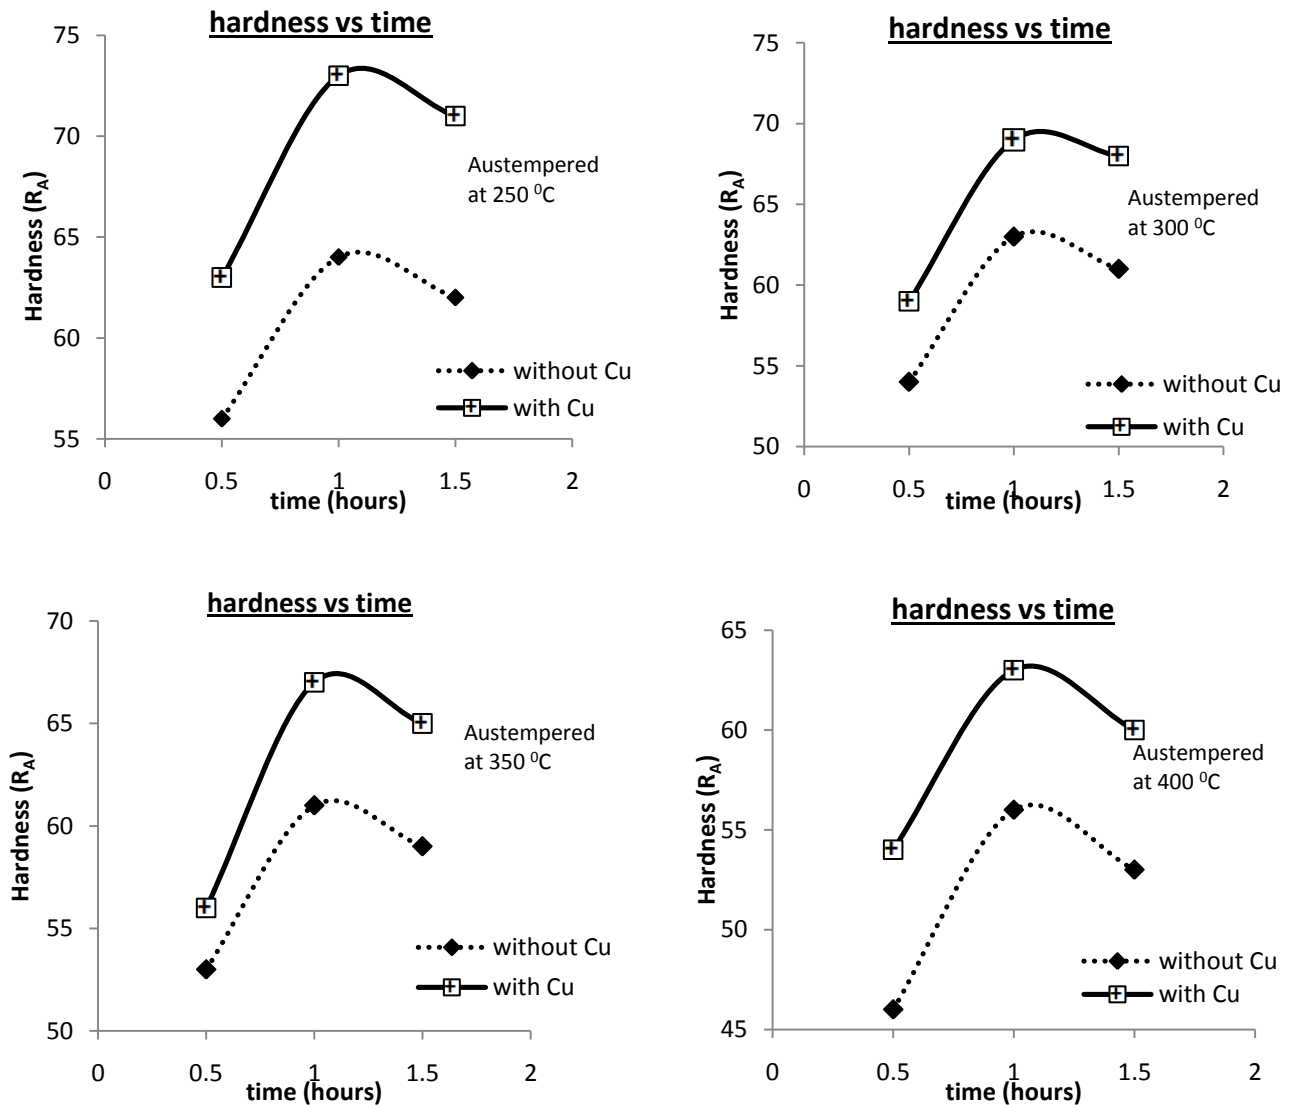 hardness vs time
75
70
65
60
55
Hardness (R_A)
Austempered
at 250 ⁰C
without Cu
with Cu
0 0.5 1 1.5 2
time (hours)
hardness vs time
75
70
65
60
55
50
Hardness (R_A)
Austempered
at 300 ⁰C
without Cu
with Cu
0 0.5 1 1.5 2
time (hours)
hardness vs time
70
65
60
55
50
Hardness (R_A)
Austempered
at 350 ⁰C
without Cu
with Cu
0 0.5 1 1.5 2
time (hours)
hardness vs time
65
60
55
50
45
Hardness (R_A)
Austempered
at 400 ⁰C
without Cu
with Cu
0 0.5 1 1.5 2
time (hours)